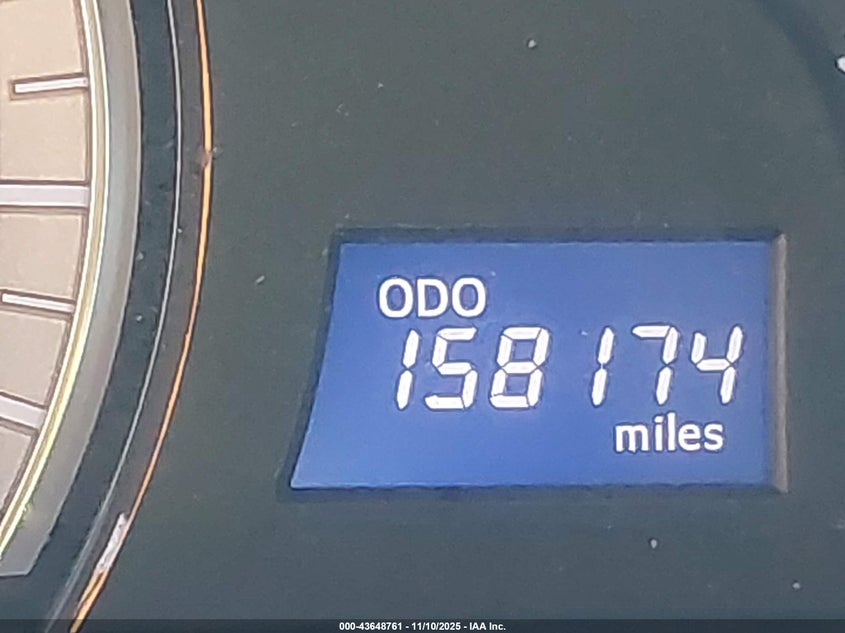 ODO
158174
miles
000-43648761 - 11/10/2025 - IAA Inc.